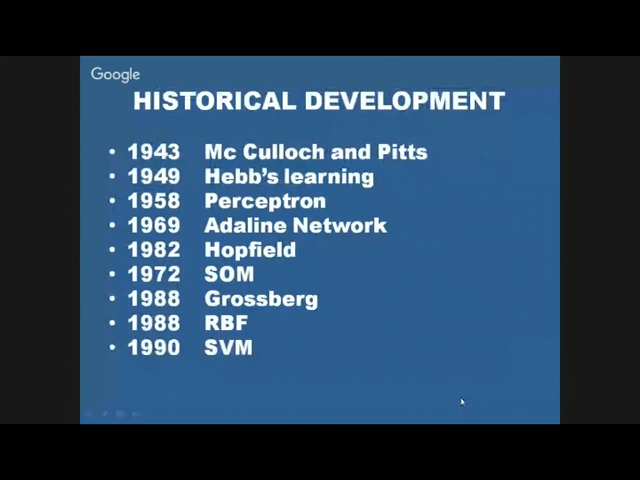 Google
HISTORICAL DEVELOPMENT
• 1943 Mc Culloch and Pitts
• 1949 Hebb's learning
• 1958 Perceptron
• 1969 Adaline Network
• 1982 Hopfield
• 1972 SOM
• 1988 Grossberg
• 1988 RBF
• 1990 SVM